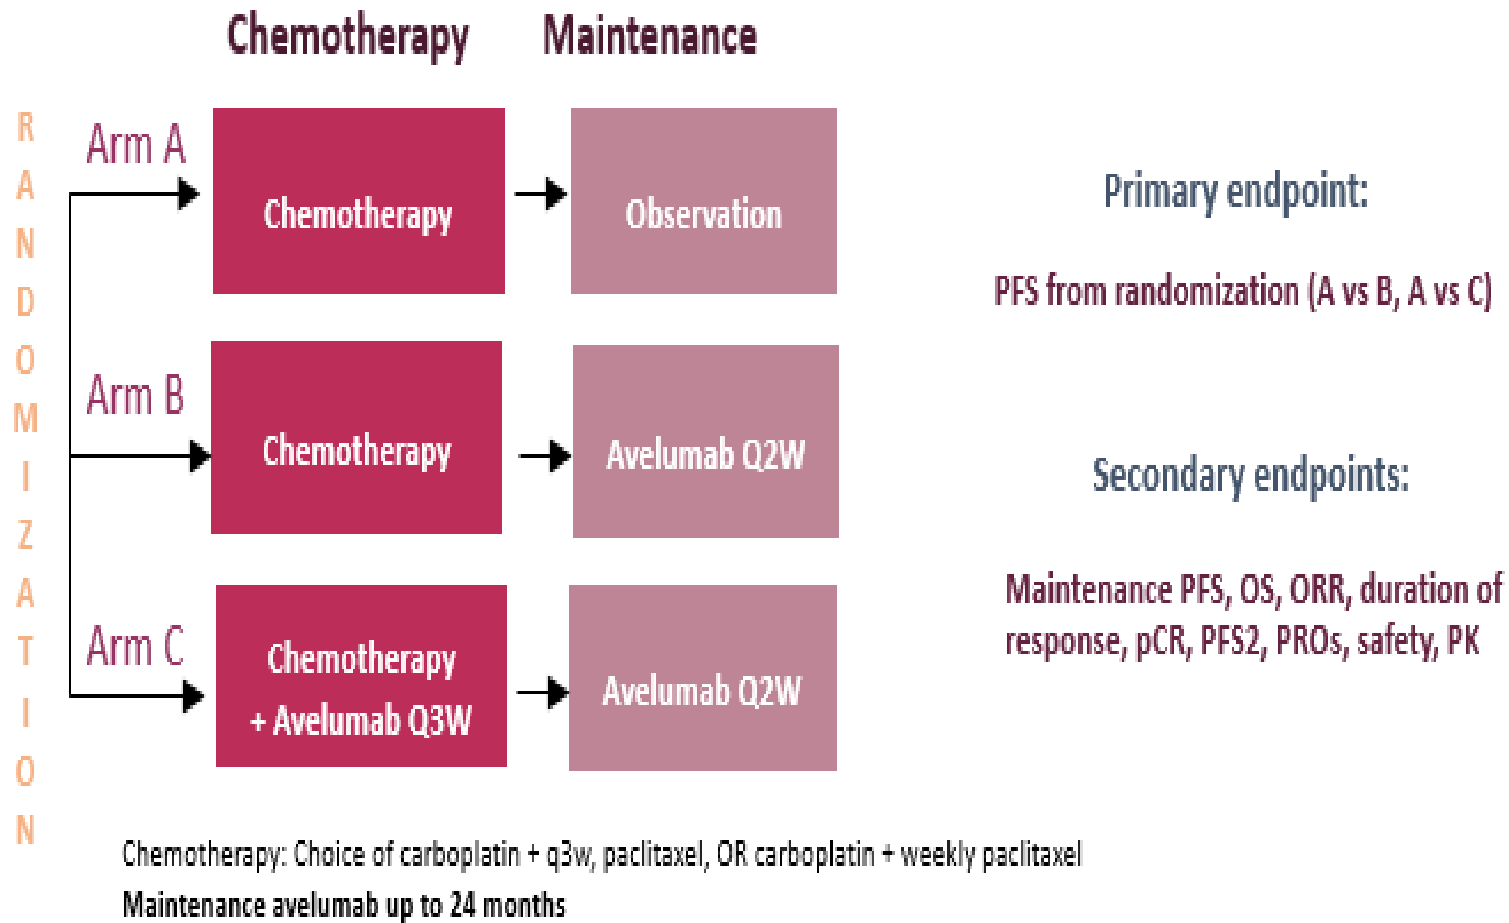 Chemotherapy Maintenance
RANDOMIZATION
Arm A
Chemotherapy
Observation
Arm B
Chemotherapy
Avelumab Q2W
Arm C
Chemotherapy
+ Avelumab Q3W
Avelumab Q2W
Primary endpoint:
PFS from randomization (A vs B, A vs C)
Secondary endpoints:
Maintenance PFS, OS, ORR, duration of
response, pCR, PFS2, PROs, safety, PK
Chemotherapy: Choice of carboplatin + q3w, paclitaxel, OR carboplatin + weekly paclitaxel
Maintenance avelumab up to 24 months